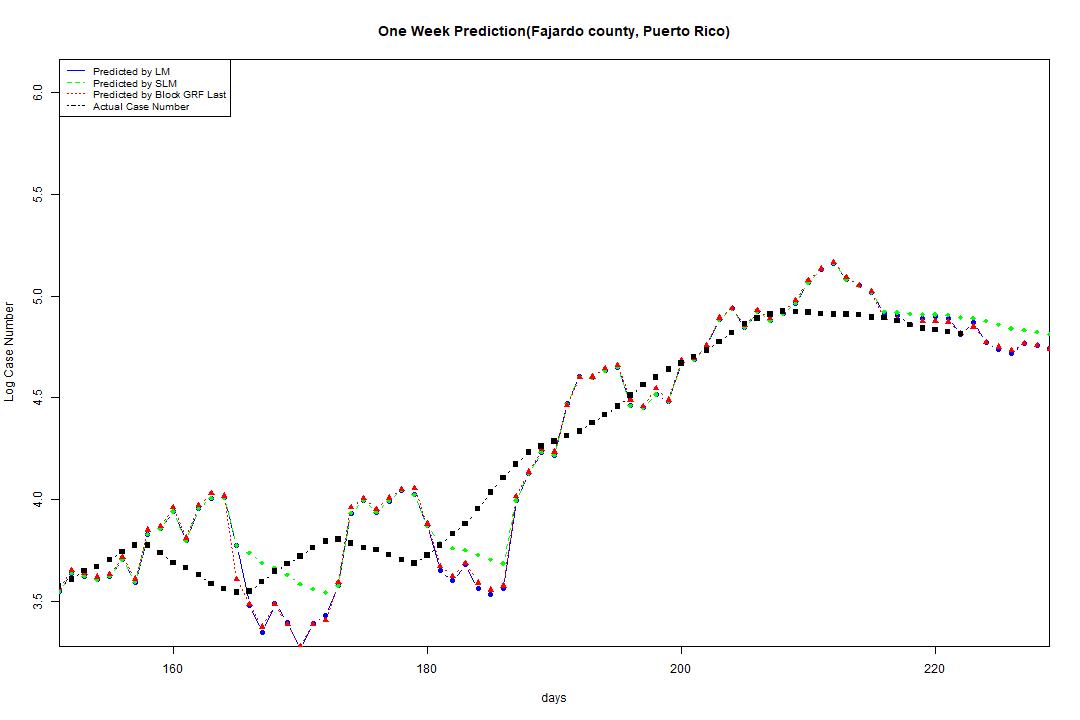 One Week Prediction(Fajardo county, Puerto Rico)
Predicted by LM
Predicted by SLM
Predicted by Block GRF Last
Actual Case Number
6.0
5.5
5.0
4.5
4.0
3.5
Log Case Number
160 180 200 220
days